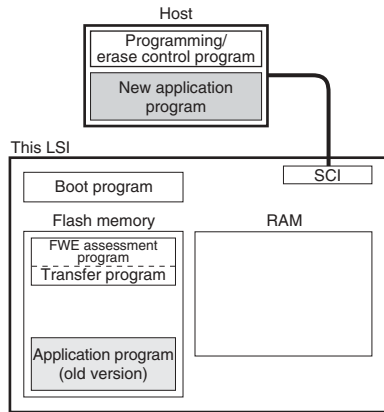 Host
Programming/
erase control program
New application
program
This LSI
SCI
Boot program
Flash memory
RAM
FWE assessment
program
Transfer program
Application program
(old version)